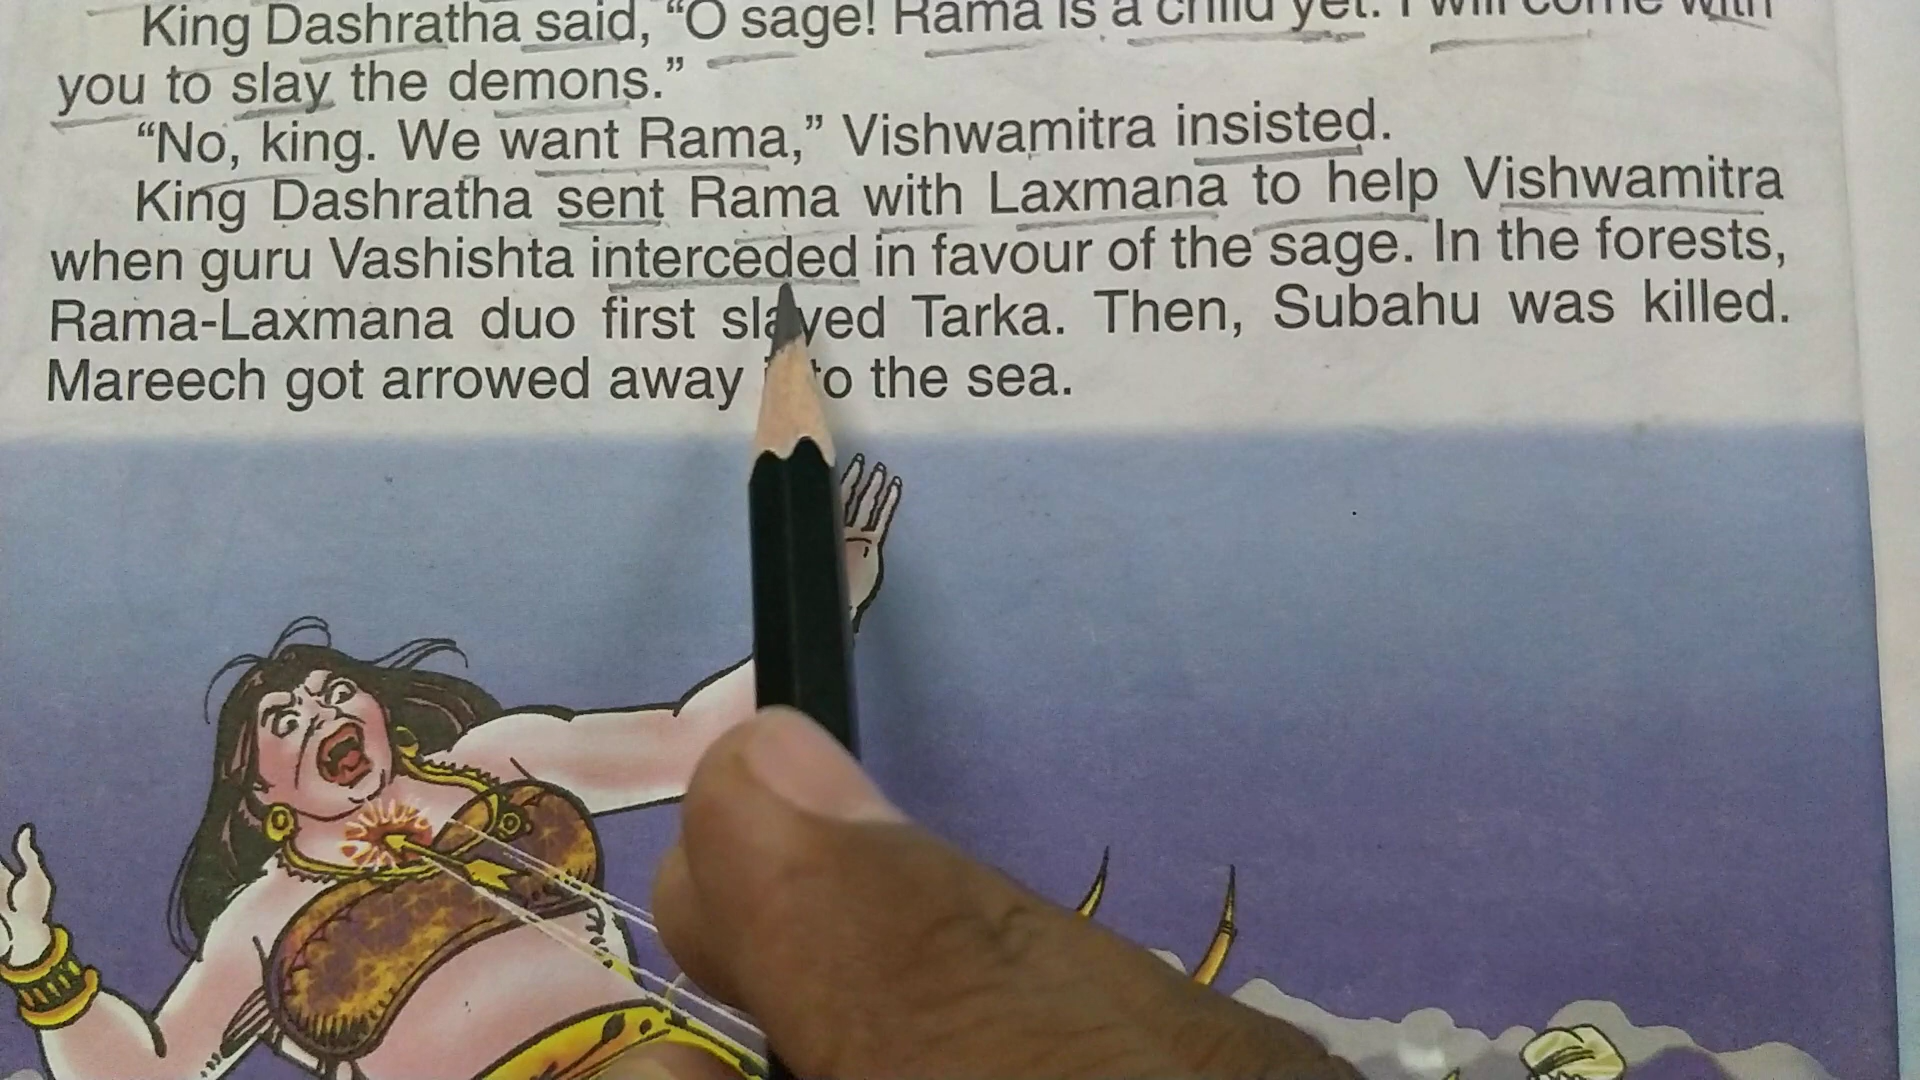 King Dashratha said, “O sage! Rama is a child yet. I will come with
you to slay the demons.”
“No, king. We want Rama,” Vishwamitra insisted.
King Dashratha sent Rama with Laxmana to help Vishwamitra
when guru Vashishta interceded in favour of the sage. In the forests,
Rama-Laxmana duo first slayed Tarka. Then, Subahu was killed.
Mareech got arrowed away into the sea.